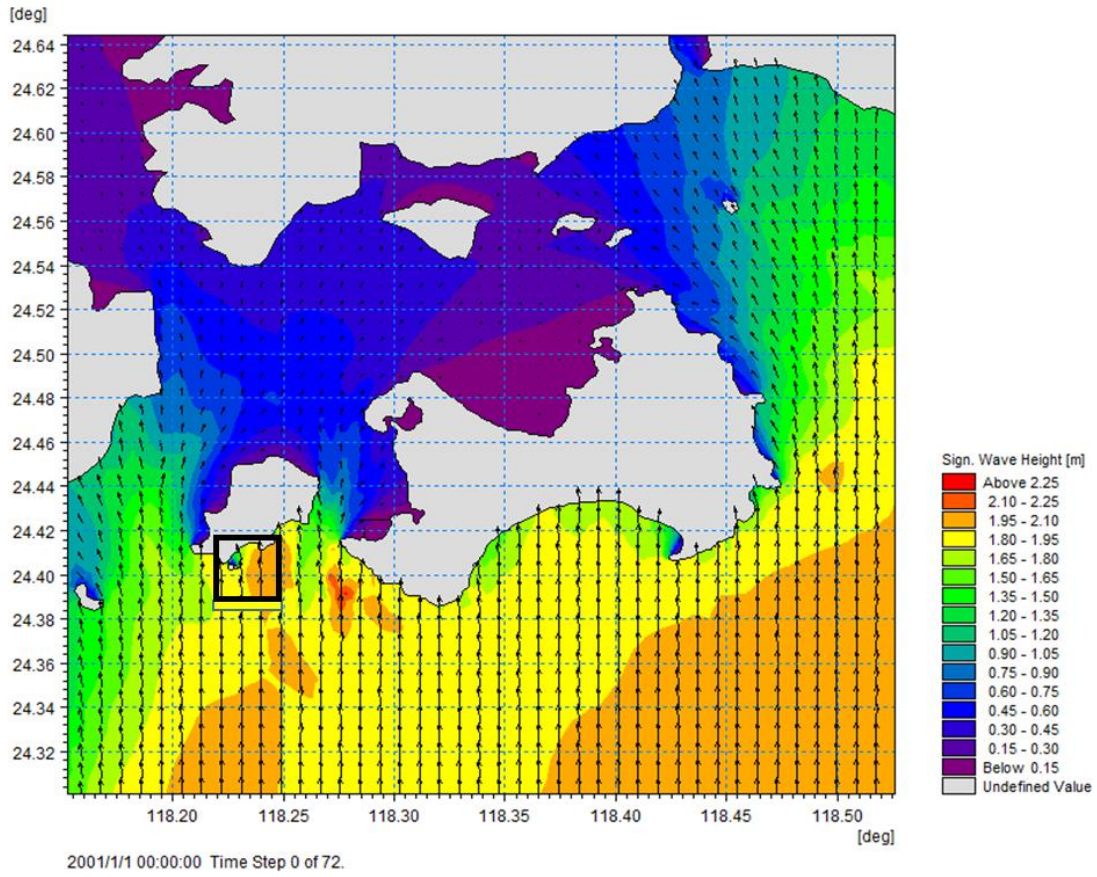 [deg]
24.64
24.62
24.60
24.58
24.56
24.54
24.52
24.50
24.48
24.46
24.44
24.42
24.40
24.38
24.36
24.34
24.32
118.20 118.25 118.30 118.35 118.40 118.45 118.50
[deg]
2001/1/1 00:00:00 Time Step 0 of 72.
Sign. Wave Height [m]
Above 2.25
2.10 - 2.25
1.95 - 2.10
1.80 - 1.95
1.65 - 1.80
1.50 - 1.65
1.35 - 1.50
1.20 - 1.35
1.05 - 1.20
0.90 - 1.05
0.75 - 0.90
0.60 - 0.75
0.45 - 0.60
0.30 - 0.45
0.15 - 0.30
Below 0.15
Undefined Value